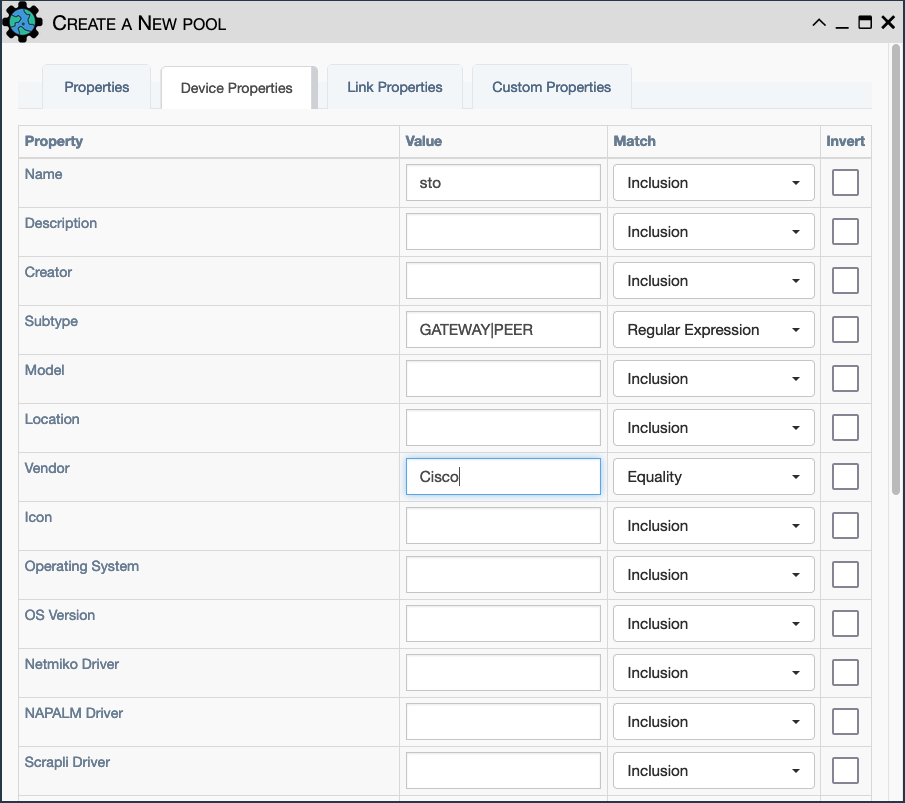 Create a New pool
Properties
Device Properties
Link Properties
Custom Properties
Property Value Match Invert
Name sto Inclusion
Description Inclusion
Creator Inclusion
Subtype GATEWAY|PEER Regular Expression
Model Inclusion
Location Inclusion
Vendor Cisco Equality
Icon Inclusion
Operating System Inclusion
OS Version Inclusion
Netmiko Driver Inclusion
NAPALM Driver Inclusion
Scrapli Driver Inclusion